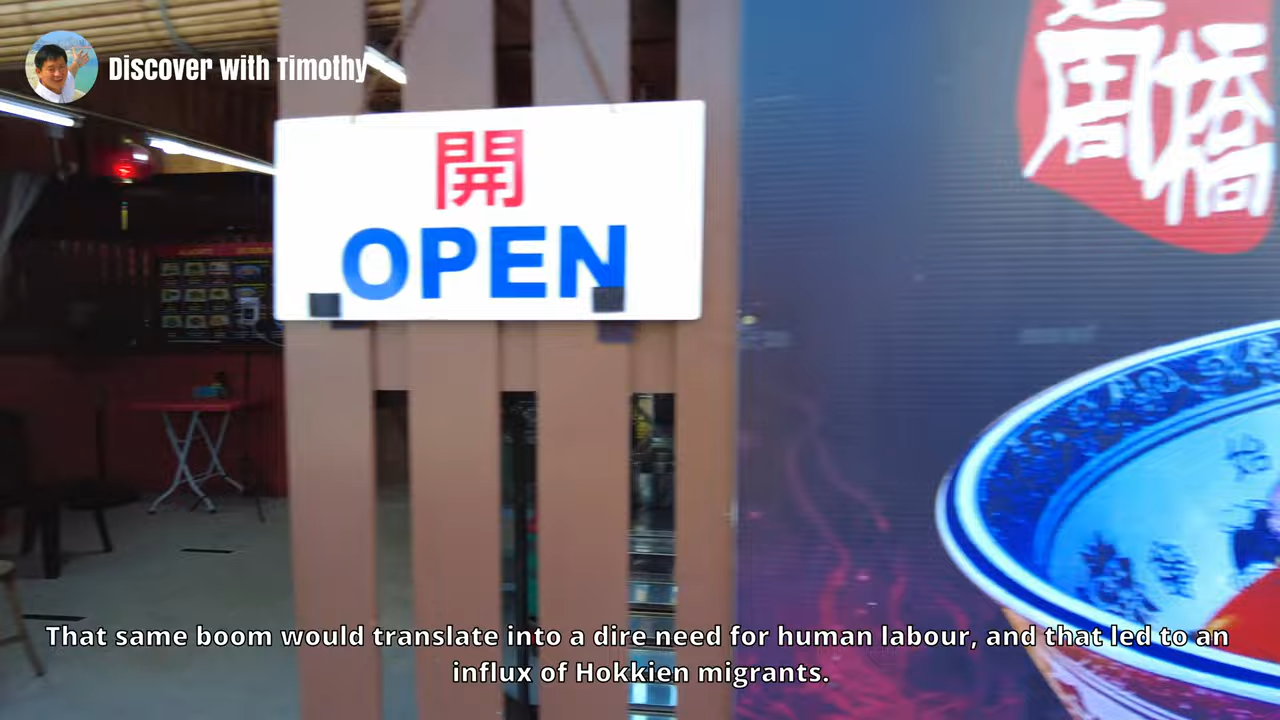 Discover with Timothy
開
OPEN
周橋
That same boom would translate into a dire need for human labour, and that led to an
influx of Hokkien migrants.